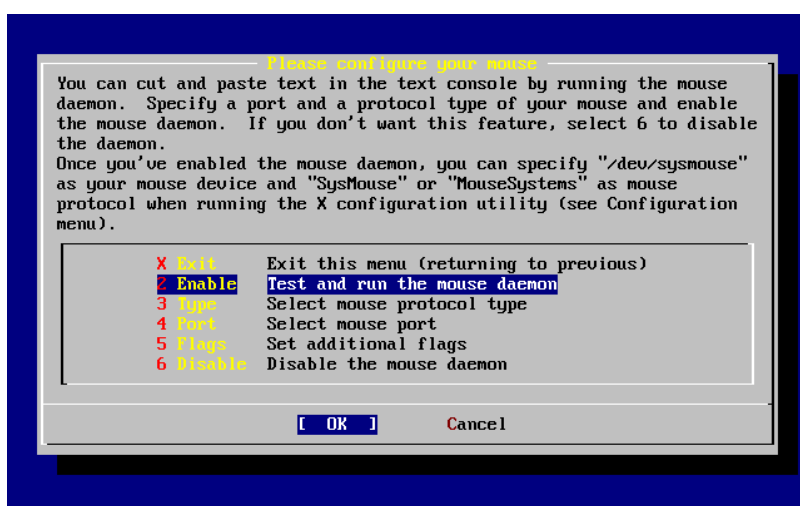 Please configure your mouse
You can cut and paste text in the text console by running the mouse
daemon.  Specify a port and a protocol type of your mouse and enable
the mouse daemon.  If you don't want this feature, select 6 to disable
the daemon.
Once you've enabled the mouse daemon, you can specify "/dev/sysmouse"
as your mouse device and "SysMouse" or "MouseSystems" as mouse
protocol when running the X configuration utility (see Configuration
menu).
X Exit Exit this menu (returning to previous)
2 Enable Test and run the mouse daemon
3 Type Select mouse protocol type
4 Port Select mouse port
5 Flags Set additional flags
6 Disable Disable the mouse daemon
[ OK ] Cancel